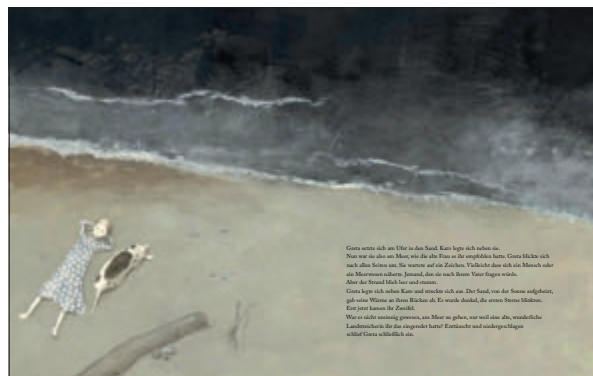 Greta setzte sich am Ufer in den Sand. Karo legte sich neben sie.
Nun war sie also am Meer, wie die alte Frau es ihr empfohlen hatte. Greta blickte sich
nach allen Seiten um. Sie wartete auf ein Zeichen. Vielleicht dass sich ein Mensch oder
ein Meerwesen näherte. Jemand, den sie nach ihrem Vater fragen würde.
Aber der Strand blieb leer und stumm.
Greta legte sich neben Karo und streckte sich aus. Der Sand, von der Sonne aufgeheizt,
gab seine Wärme an ihren Rücken ab. Es wurde dunkel, die ersten Sterne blinkten.
Erst jetzt kamen ihr Zweifel.
War es nicht unsinnig gewesen, ans Meer zu gehen, nur weil eine alte, wunderliche
Landstreicherin ihr das eingeredet hatte? Enttäuscht und niedergeschlagen
schlief Greta schließlich ein.